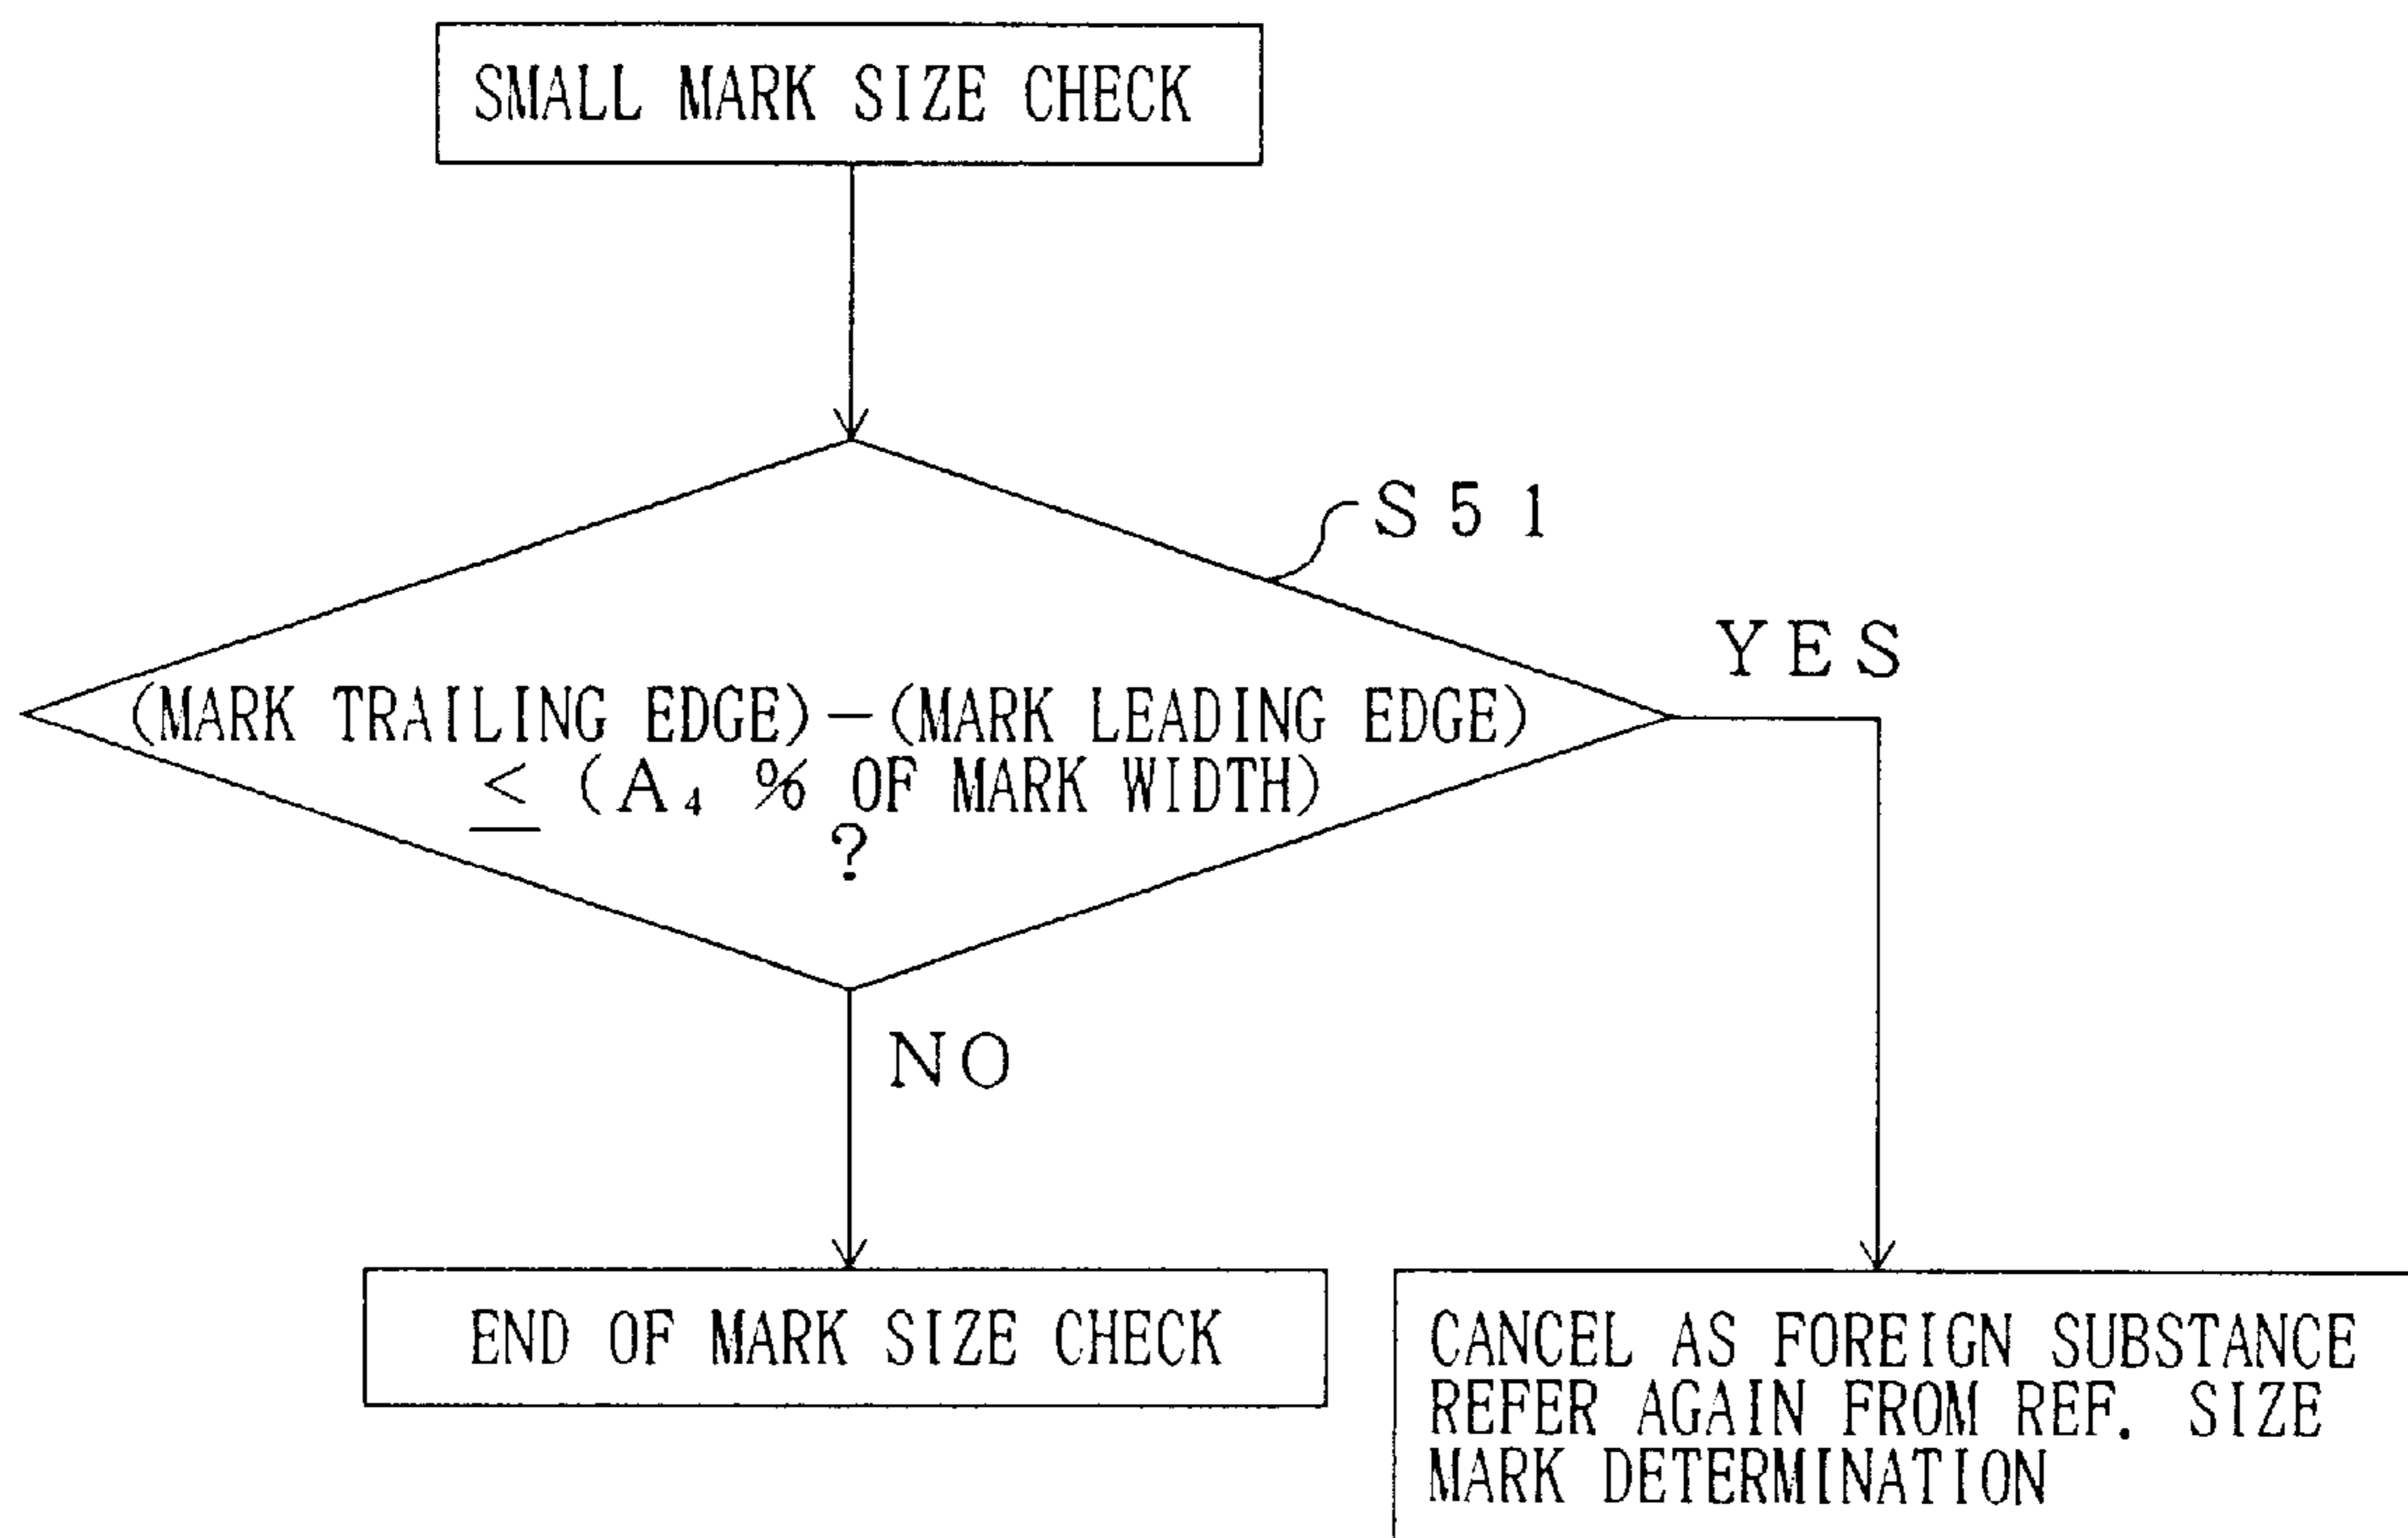 SMALL MARK SIZE CHECK
S51
YES
(MARK TRAILING EDGE)—(MARK LEADING EDGE)
≤ (A₄ % OF MARK WIDTH)
?
NO
END OF MARK SIZE CHECK
CANCEL AS FOREIGN SUBSTANCE
REFER AGAIN FROM REF. SIZE
MARK DETERMINATION